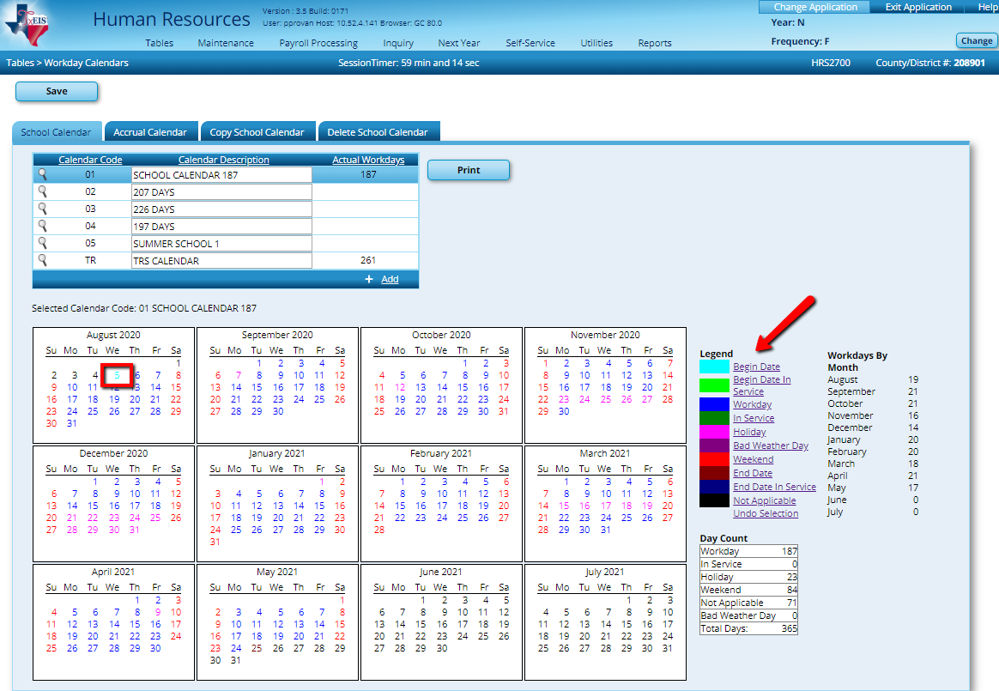 TxEIS
Human Resources
Version : 3.5 Build: 0171
User: pprovan Host: 10.52.4.141 Browser: GC 80.0
Change Application Exit Application Help
Year: N
Frequency: F
Change
Tables Maintenance Payroll Processing Inquiry Next Year Self-Service Utilities Reports
Tables > Workday Calendars SessionTimer: 59 min and 14 sec HRS2700 County/District #: 208901
Save
School Calendar Accrual Calendar Copy School Calendar Delete School Calendar
Calendar Code Calendar Description Actual Workdays
01 SCHOOL CALENDAR 187 187
02 207 DAYS
03 226 DAYS
04 197 DAYS
05 SUMMER SCHOOL 1
TR TRS CALENDAR 261
+ Add
Print
Selected Calendar Code: 01 SCHOOL CALENDAR 187
August 2020
Su Mo Tu We Th Fr Sa
1
2 3 4 5 6 7 8
9 10 11 12 13 14 15
16 17 18 19 20 21 22
23 24 25 26 27 28 29
30 31
September 2020
Su Mo Tu We Th Fr Sa
1 2 3 4 5
6 7 8 9 10 11 12
13 14 15 16 17 18 19
20 21 22 23 24 25 26
27 28 29 30
October 2020
Su Mo Tu We Th Fr Sa
1 2 3
4 5 6 7 8 9 10
11 12 13 14 15 16 17
18 19 20 21 22 23 24
25 26 27 28 29 30 31
November 2020
Su Mo Tu We Th Fr Sa
1 2 3 4 5 6 7
8 9 10 11 12 13 14
15 16 17 18 19 20 21
22 23 24 25 26 27 28
29 30
December 2020
Su Mo Tu We Th Fr Sa
1 2 3 4 5
6 7 8 9 10 11 12
13 14 15 16 17 18 19
20 21 22 23 24 25 26
27 28 29 30 31
January 2021
Su Mo Tu We Th Fr Sa
1 2
3 4 5 6 7 8 9
10 11 12 13 14 15 16
17 18 19 20 21 22 23
24 25 26 27 28 29 30
31
February 2021
Su Mo Tu We Th Fr Sa
1 2 3 4 5 6
7 8 9 10 11 12 13
14 15 16 17 18 19 20
21 22 23 24 25 26 27
28
March 2021
Su Mo Tu We Th Fr Sa
1 2 3 4 5 6
7 8 9 10 11 12 13
14 15 16 17 18 19 20
21 22 23 24 25 26 27
28 29 30 31
April 2021
Su Mo Tu We Th Fr Sa
1 2 3
4 5 6 7 8 9 10
11 12 13 14 15 16 17
18 19 20 21 22 23 24
25 26 27 28 29 30
May 2021
Su Mo Tu We Th Fr Sa
1
2 3 4 5 6 7 8
9 10 11 12 13 14 15
16 17 18 19 20 21 22
23 24 25 26 27 28 29
30 31
June 2021
Su Mo Tu We Th Fr Sa
1 2 3 4 5
6 7 8 9 10 11 12
13 14 15 16 17 18 19
20 21 22 23 24 25 26
27 28 29 30
July 2021
Su Mo Tu We Th Fr Sa
1 2 3
4 5 6 7 8 9 10
11 12 13 14 15 16 17
18 19 20 21 22 23 24
25 26 27 28 29 30 31
Legend
Begin Date
Begin Date In
Service
Workday
In Service
Holiday
Bad Weather Day
Weekend
End Date
End Date In Service
Not Applicable
Undo Selection
Workdays By
Month
August 19
September 21
October 21
November 16
December 14
January 20
February 20
March 18
April 21
May 17
June 0
July 0
Day Count
Workday 187
In Service 0
Holiday 23
Weekend 84
Not Applicable 71
Bad Weather Day 0
Total Days: 365